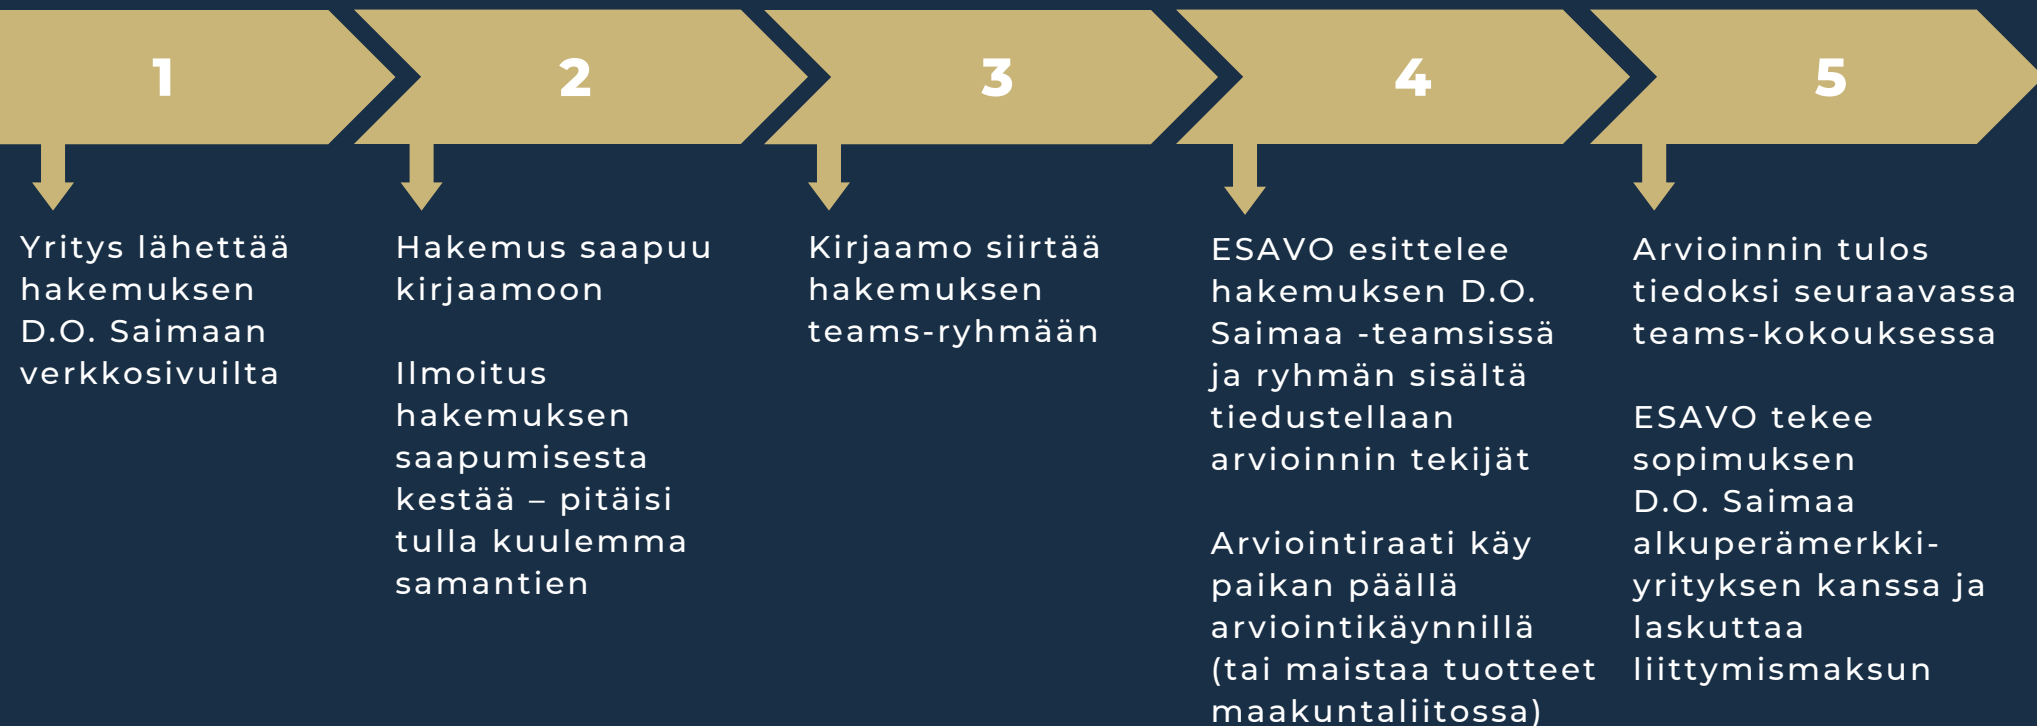 1
2
3
4
5
Yritys lähettää
hakemuksen
D.O. Saimaan
verkkosivuilta
Hakemus saapuu
kirjaamoon
Ilmoitus
hakemuksen
saapumisesta
kestää – pitäisi
tulla kuulemma
samantien
Kirjaamo siirtää
hakemuksen
teams-ryhmään
ESAVO esittelee
hakemuksen D.O.
Saimaa -teamsissä
ja ryhmän sisältä
tiedustellaan
arvioinnin tekijät
Arviointiraati käy
paikan päällä
arviointikäynnillä
(tai maistaa tuotteet
maakuntaliitossa)
Arvioinnin tulos
tiedoksi seuraavassa
teams-kokouksessa
ESAVO tekee
sopimuksen
D.O. Saimaa
alkuperämerkki-
yrityksen kanssa ja
laskuttaa
liittymismaksun